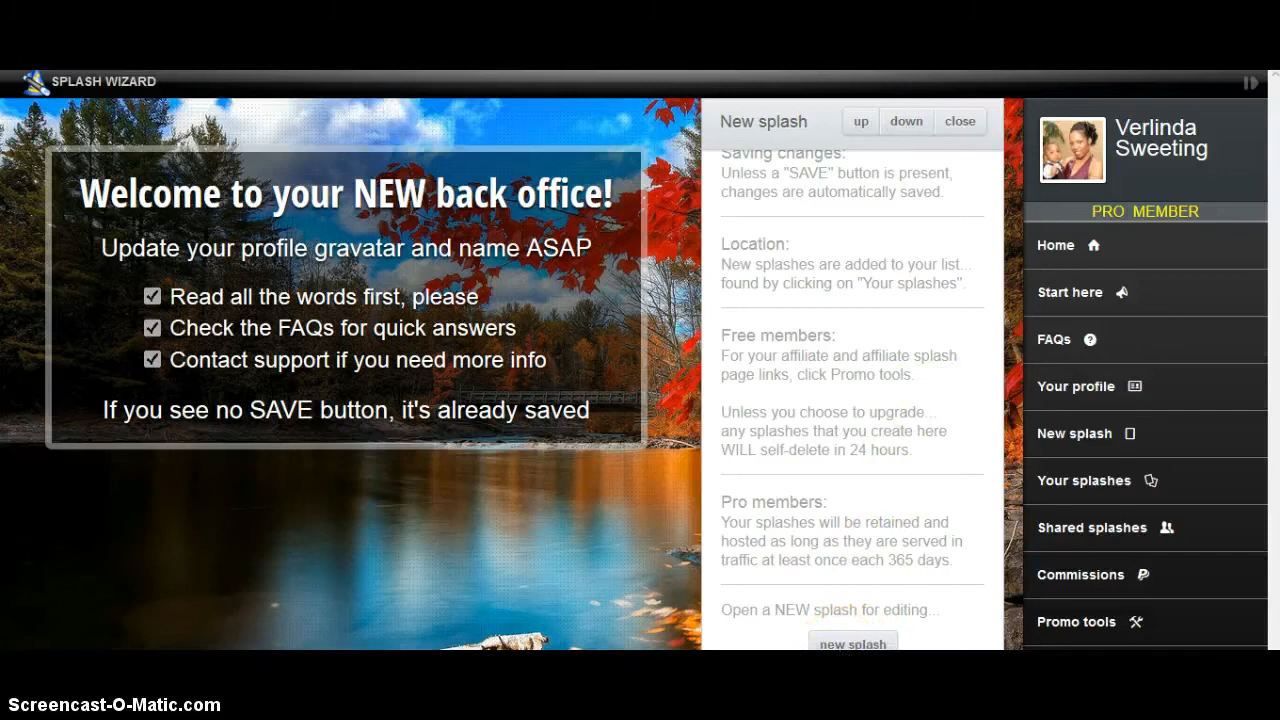 SPLASH WIZARD
Welcome to your NEW back office!
Update your profile gravatar and name ASAP
Read all the words first, please
Check the FAQs for quick answers
Contact support if you need more info
If you see no SAVE button, it's already saved
New splash
up
down
close
Saving changes:
Unless a "SAVE" button is present,
changes are automatically saved.
Location:
New splashes are added to your list...
found by clicking on "Your splashes".
Free members:
For your affiliate and affiliate splash
page links, click Promo tools.
Unless you choose to upgrade...
any splashes that you create here
WILL self-delete in 24 hours.
Pro members:
Your splashes will be retained and
hosted as long as they are served in
traffic at least once each 365 days.
Open a NEW splash for editing...
new splash
Verlinda
Sweeting
PRO MEMBER
Home
Start here
FAQs
Your profile
New splash
Your splashes
Shared splashes
Commissions
Promo tools
Screencast-O-Matic.com